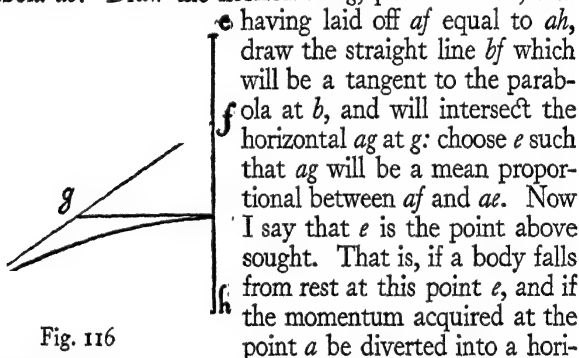 e having laid off af equal to ah,
draw the straight line bf which
will be a tangent to the parab-
f ola at b, and will intersect the
horizontal ag at g: choose e such
that ag will be a mean propor-
g tional between af and ae. Now
I say that e is the point above
sought. That is, if a body falls
h from rest at this point e, and if
the momentum acquired at the
Fig. 116
point a be diverted into a hori-